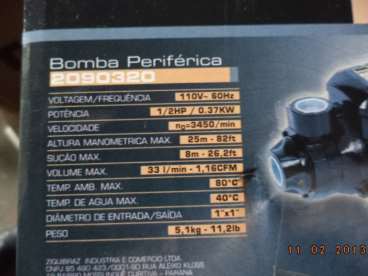 Bomba Periférica
2090320
VOLTAGEM/FREQUÊNCIA 110V~ 60Hz
POTÊNCIA 1/2HP / 0.37KW
VELOCIDADE n₀=3450/min
ALTURA MANOMETRICA MAX. 25m - 82ft
SUCÃO MAX. 8m - 26,2ft
VOLUME MAX. 33 l/min - 1,16CFM
TEMP. AMB. MAX. 80°C
TEMP. DE AGUA MAX. 40°C
DIÂMETRO DE ENTRADA/SAÍDA 1"x1"
PESO 5,1kg - 11,2lb
ZIGUBRAZ INDUSTRIA E COMERCIO LTDA.
11 02 2013